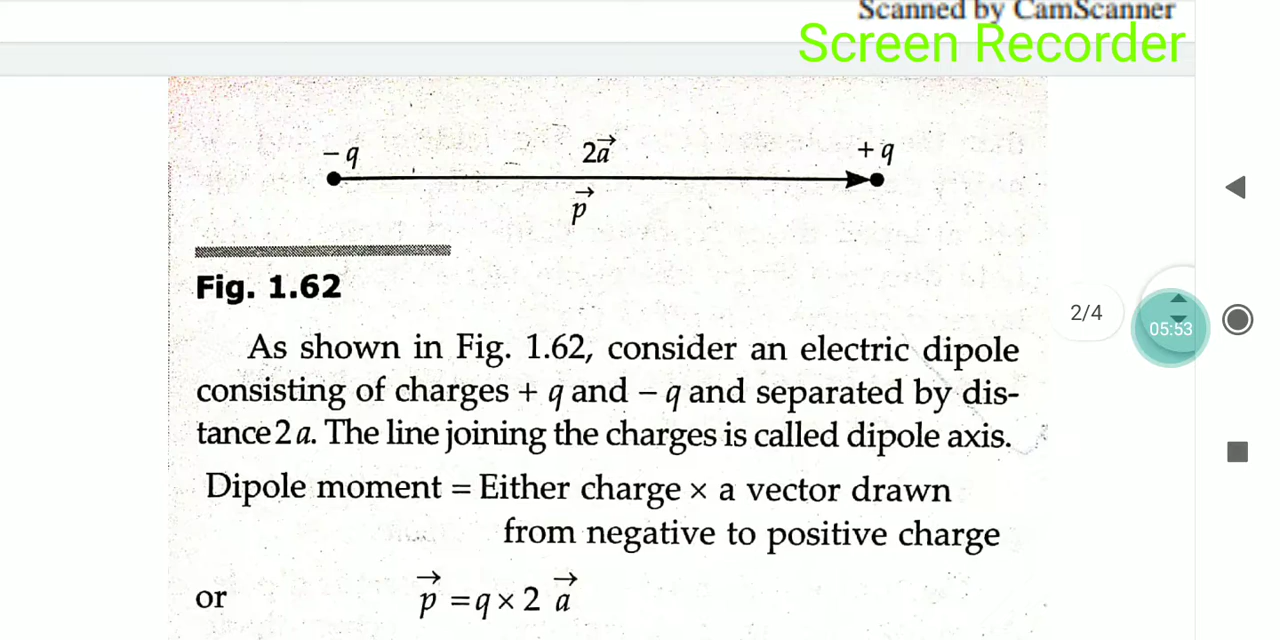 Scanned by CamScanner
Screen Recorder
− q 2a⃗ + q
p⃗
Fig. 1.62
2/4
05:53
As shown in Fig. 1.62, consider an electric dipole
consisting of charges + q and − q and separated by dis-
tance 2 a. The line joining the charges is called dipole axis.
Dipole moment = Either charge × a vector drawn
from negative to positive charge
or p⃗ = q × 2 a⃗